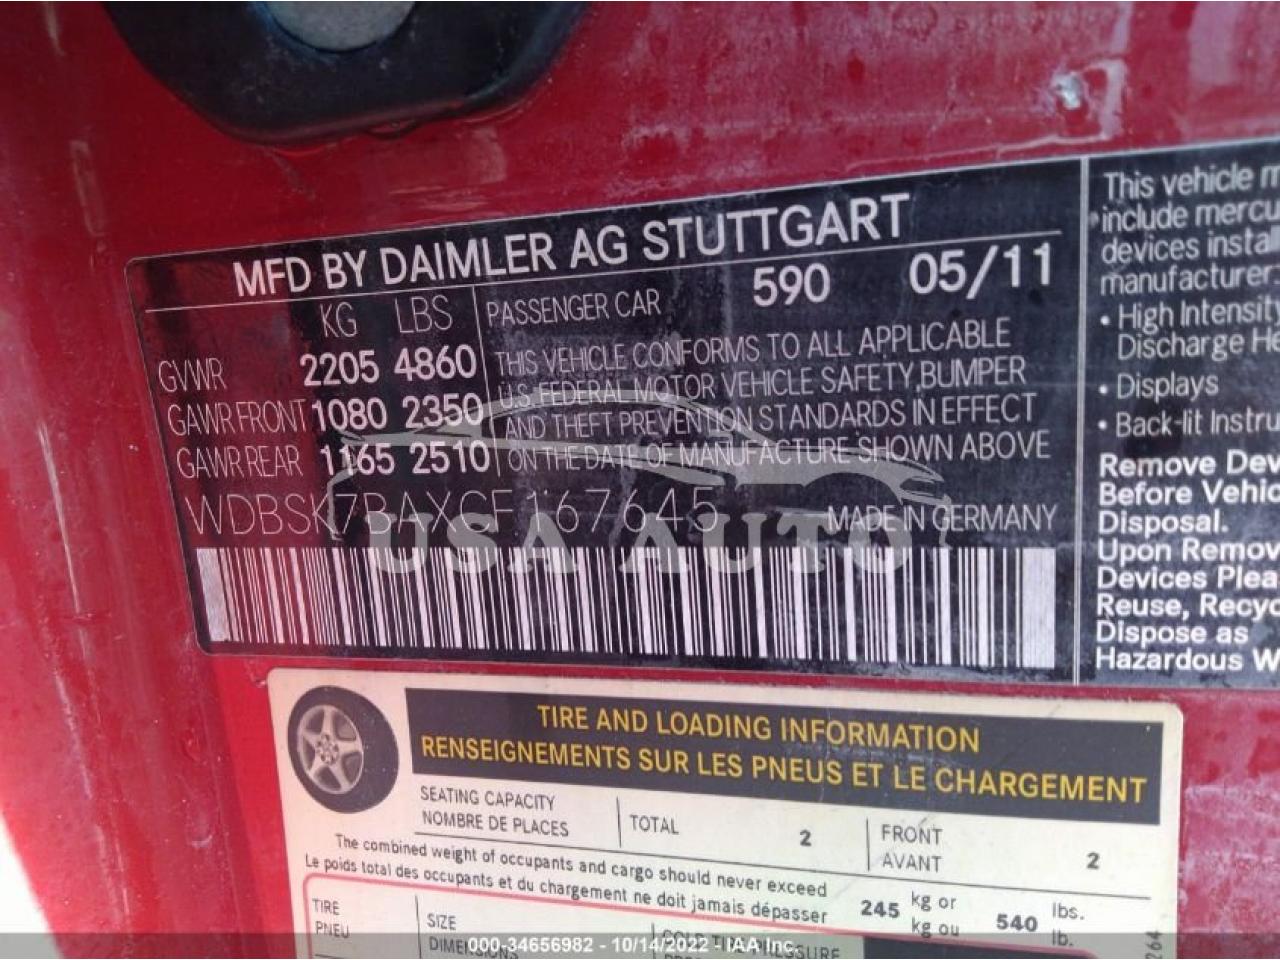 MFD BY DAIMLER AG STUTTGART
KG LBS
GVWR 2205 4860
GAWR FRONT 1080 2350
GAWR REAR 1165 2510
PASSENGER CAR 590 05/11
THIS VEHICLE CONFORMS TO ALL APPLICABLE
U.S. FEDERAL MOTOR VEHICLE SAFETY, BUMPER
AND THEFT PREVENTION STANDARDS IN EFFECT
ON THE DATE OF MANUFACTURE SHOWN ABOVE
WDBSK7BAXCF167645 MADE IN GERMANY
USA AUTO
This vehicle
include
devices
manufacturer.
• High Intensity
Discharge
• Displays
• Back-lit
Remove
Before
Disposal.
Upon
Devices
Reuse,
Dispose as
Hazardous
TIRE AND LOADING INFORMATION
RENSEIGNEMENTS SUR LES PNEUS ET LE CHARGEMENT
SEATING CAPACITY
NOMBRE DE PLACES
TOTAL 2
FRONT
AVANT 2
The combined weight of occupants and cargo should never exceed
Le poids total des occupants et du chargement ne doit jamais dépasser
245 kg or
kg ou
540 lbs.
lb.
TIRE
PNEU
SIZE
DIMENSIONS
COLD TIRE PRESSURE
264
000-34656982 - 10/14/2022 - IAA Inc.